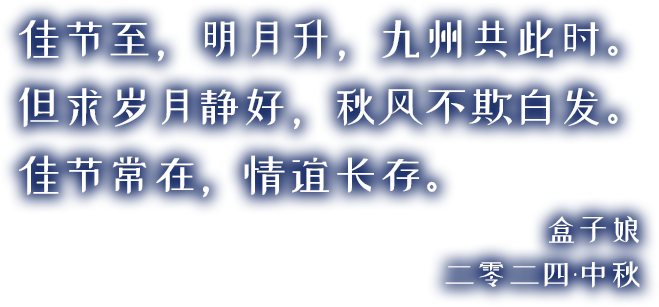 佳节至，明月升，九州共此时。
但求岁月静好，秋风不欺白发。
佳节常在，情谊长存。
盒子娘
二零二四·中秋